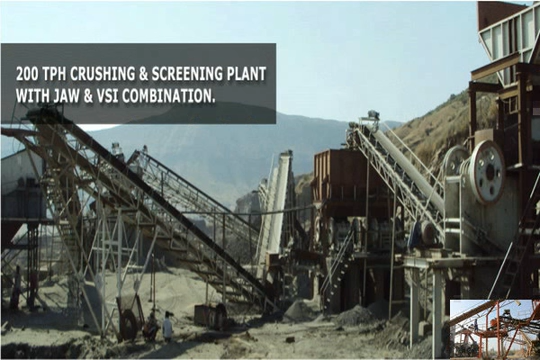 200 TPH CRUSHING & SCREENING PLANT
WITH JAW & VSI COMBINATION.